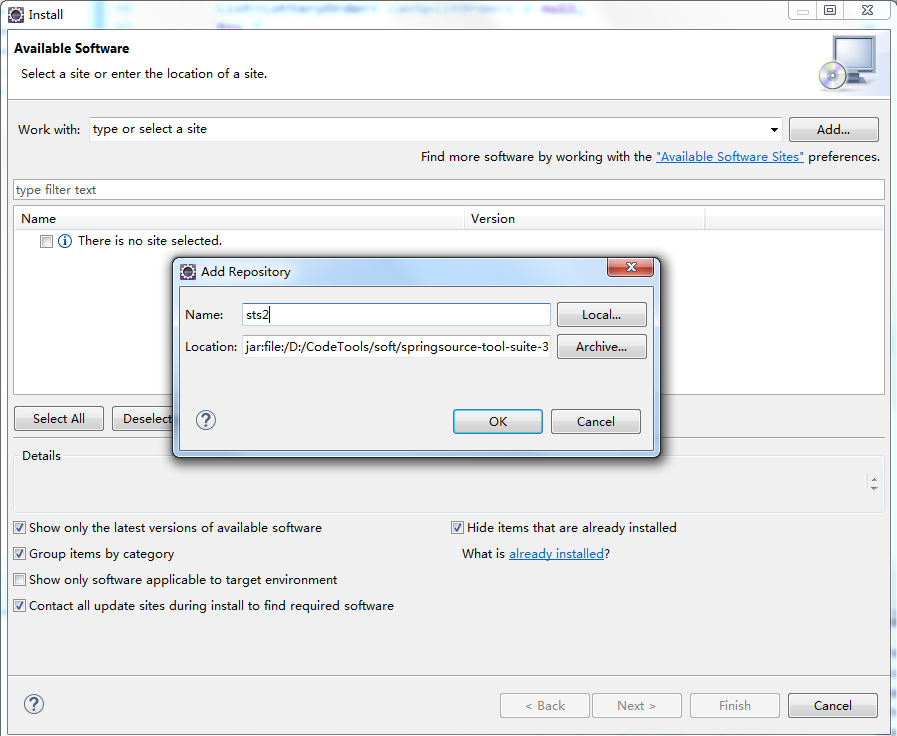 Install
Available Software
Select a site or enter the location of a site.
Work with: type or select a site Add...
Find more software by working with the "Available Software Sites" preferences.
type filter text
Name Version
There is no site selected.
Add Repository
Name: sts2 Local...
Location: jar:file:/D:/CodeTools/soft/springsource-tool-suite-3 Archive...
OK Cancel
Select All Deselect
Details
Show only the latest versions of available software Hide items that are already installed
Group items by category What is already installed?
Show only software applicable to target environment
Contact all update sites during install to find required software
< Back Next > Finish Cancel